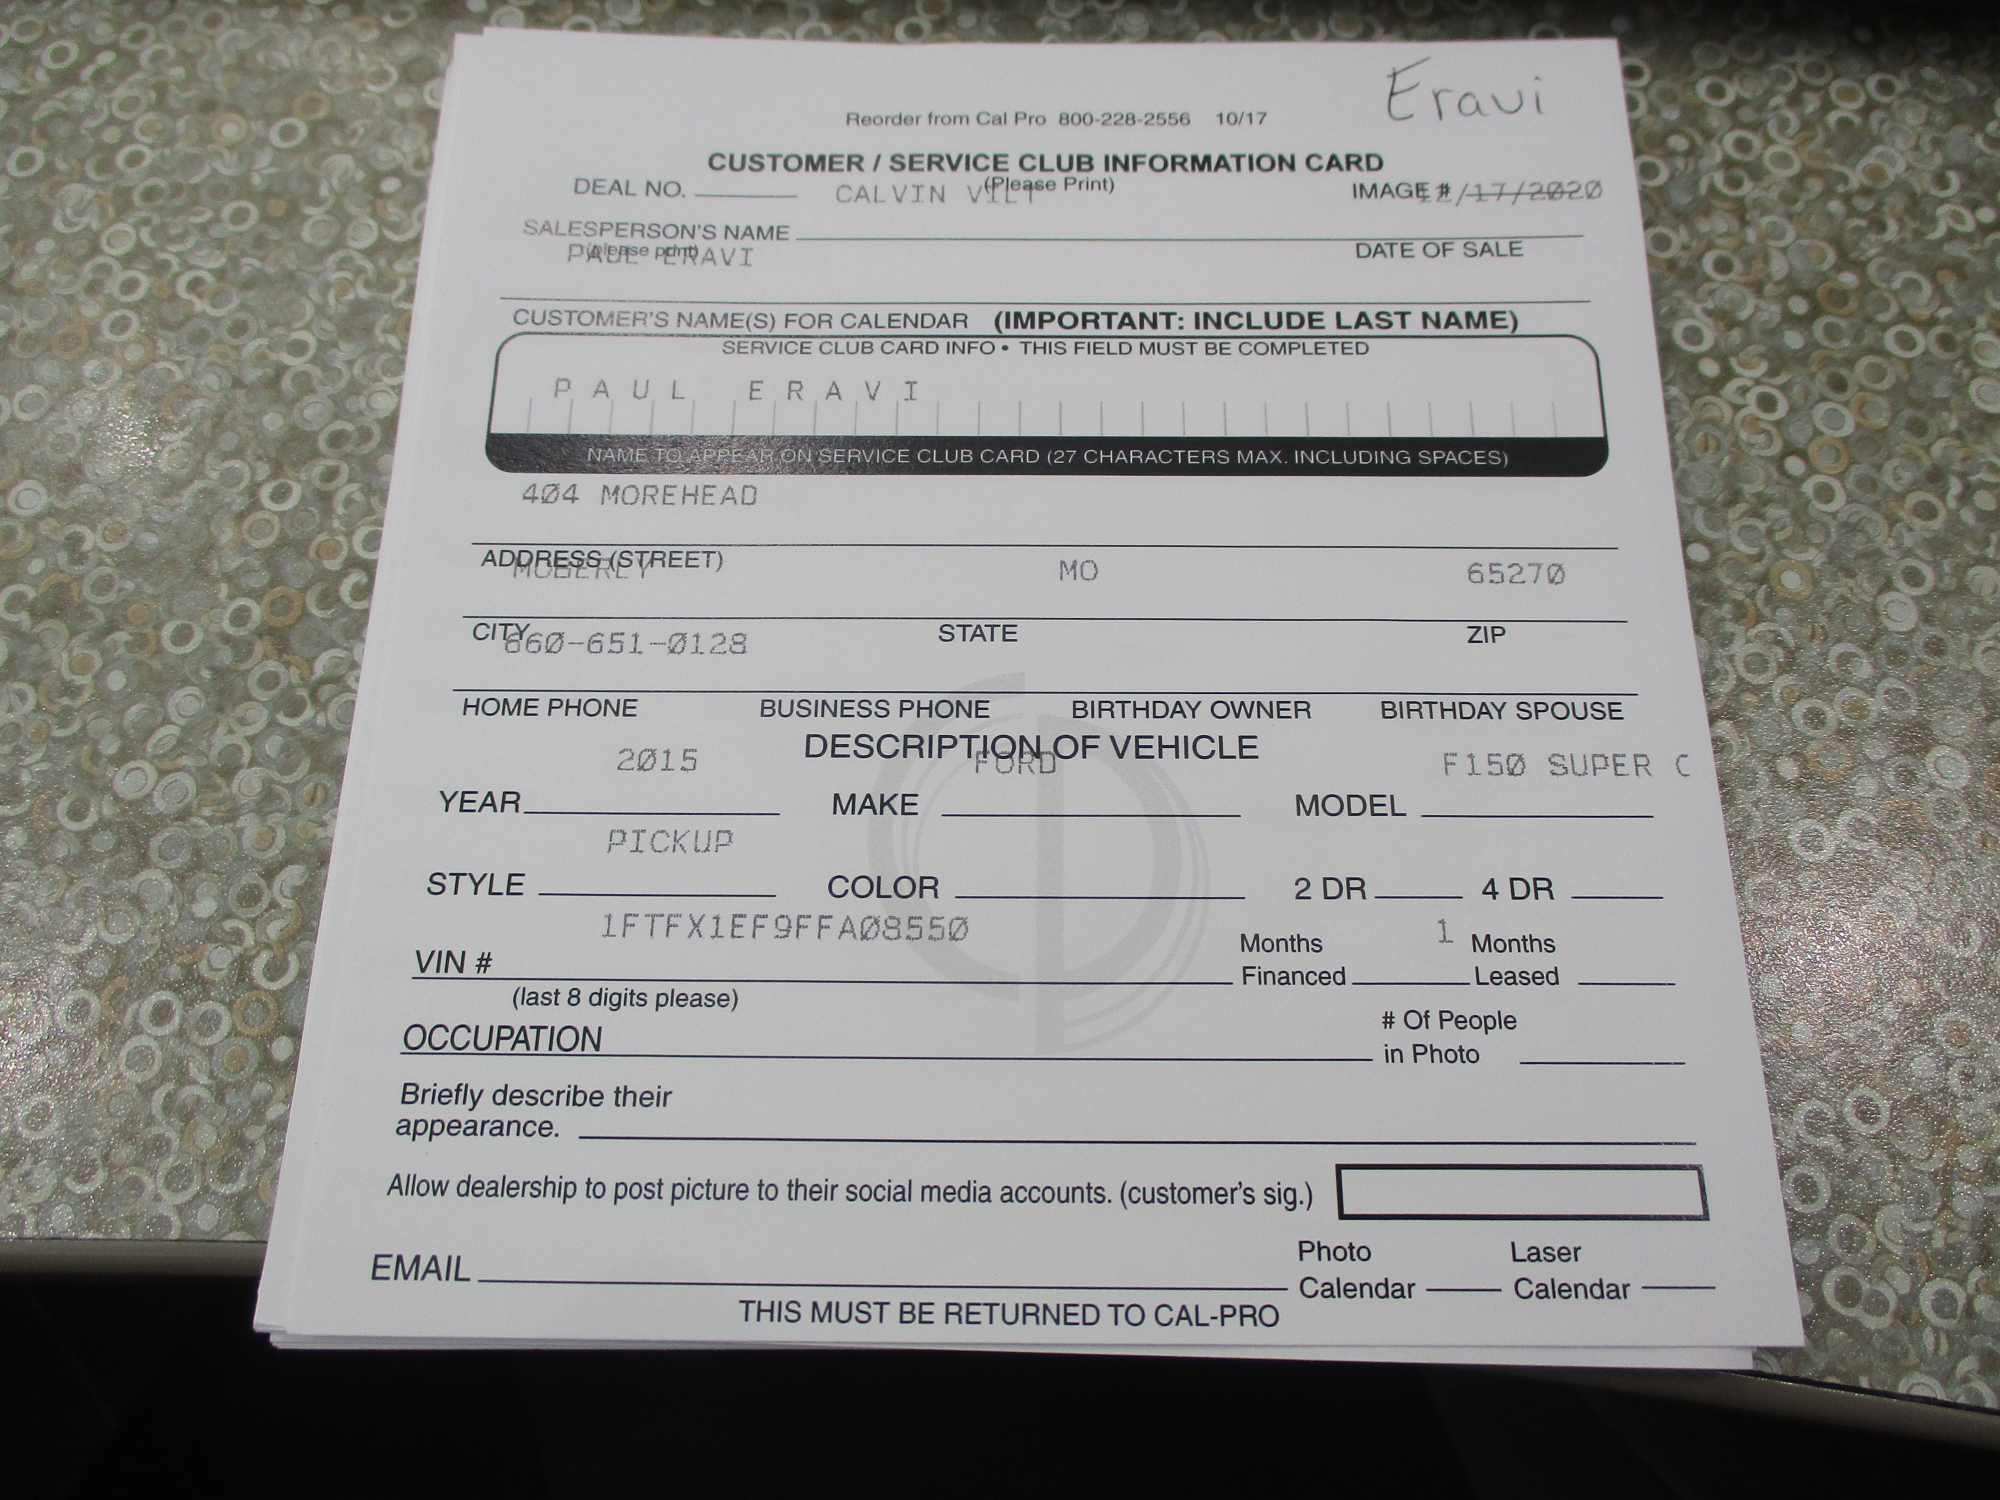 Eravi
Reorder from Cal Pro 800-228-2556 10/17
CUSTOMER / SERVICE CLUB INFORMATION CARD
(Please Print)
DEAL NO. CALVIN VILT IMAGE # 12/17/2020
SALESPERSON'S NAME
(please print) DATE OF SALE
PAUL ERAVI
CUSTOMER'S NAME(S) FOR CALENDAR (IMPORTANT: INCLUDE LAST NAME)
SERVICE CLUB CARD INFO • THIS FIELD MUST BE COMPLETED
PAUL ERAVI
NAME TO APPEAR ON SERVICE CLUB CARD (27 CHARACTERS MAX. INCLUDING SPACES)
404 MOREHEAD
ADDRESS (STREET)
MOBERLY MO 65270
CITY STATE ZIP
660-651-0128
HOME PHONE BUSINESS PHONE BIRTHDAY OWNER BIRTHDAY SPOUSE
DESCRIPTION OF VEHICLE
2015 FORD F150 SUPER C
YEAR MAKE MODEL
PICKUP
STYLE COLOR 2 DR 4 DR
1FTFX1EF9FFA08550 1
VIN # Months Financed Months Leased
(last 8 digits please)
OCCUPATION # Of People in Photo
Briefly describe their
appearance.
Allow dealership to post picture to their social media accounts. (customer's sig.)
EMAIL Photo Calendar Laser Calendar
THIS MUST BE RETURNED TO CAL-PRO